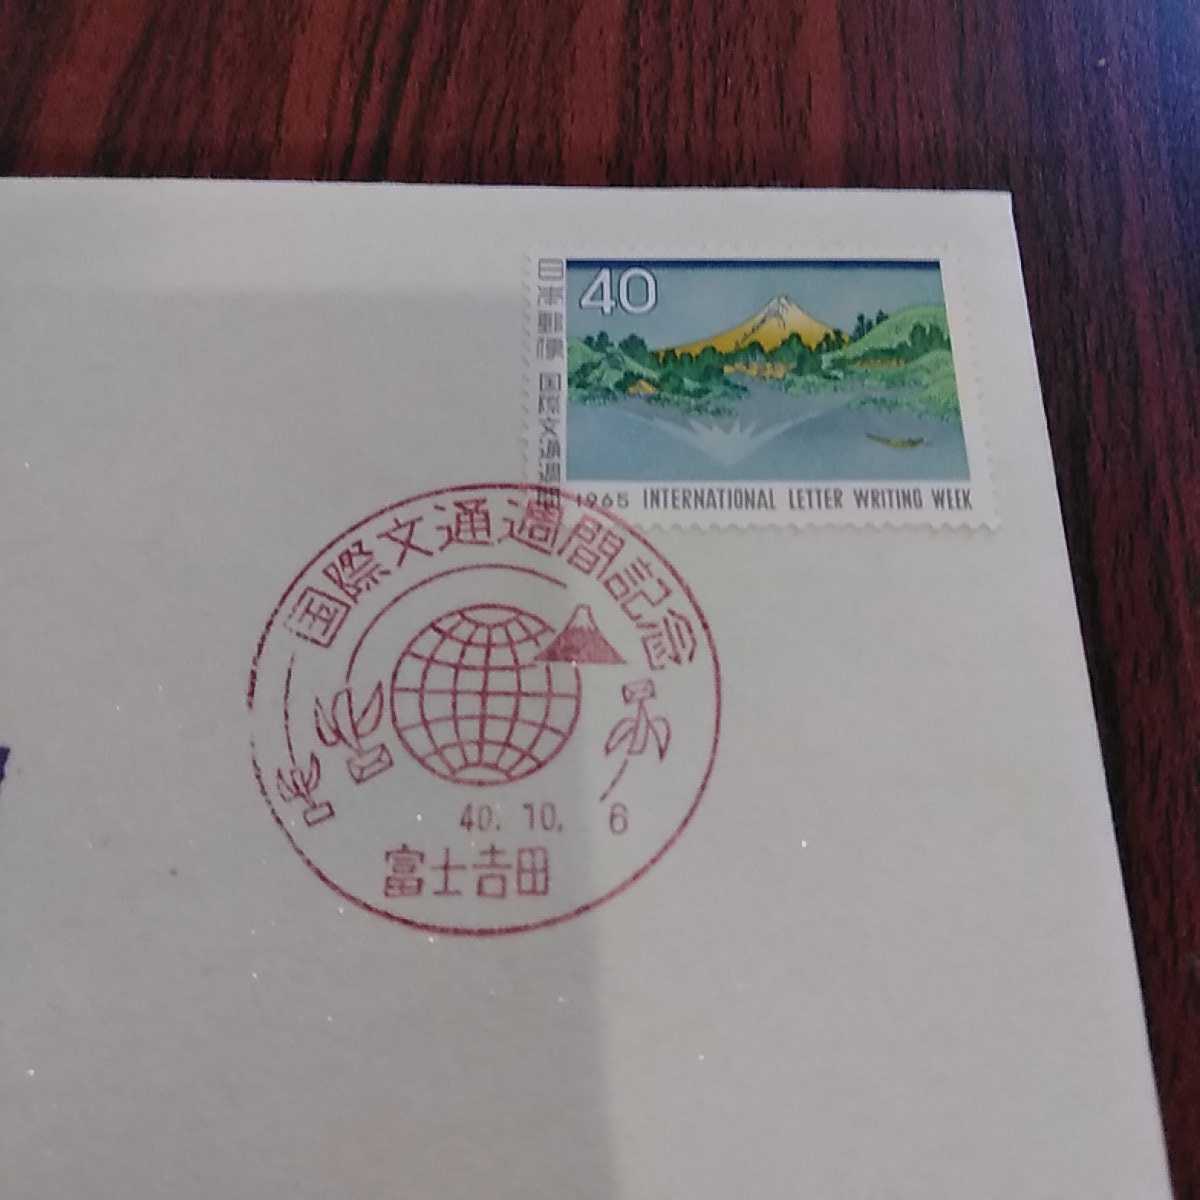 40
日本郵便 国際文通週間
1965 INTERNATIONAL LETTER WRITING WEEK
国際文通週間記念
40. 10. 6
富士吉田